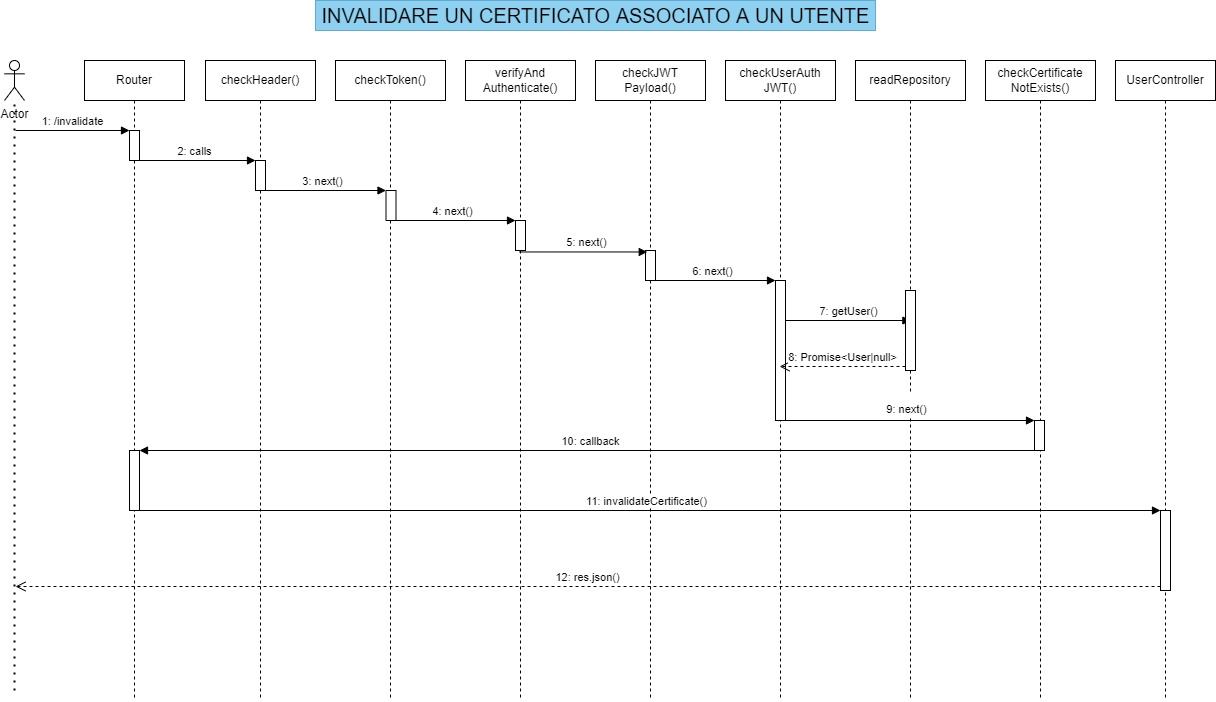 INVALIDARE UN CERTIFICATO ASSOCIATO A UN UTENTE
Actor
Router
checkHeader()
checkToken()
verifyAnd
Authenticate()
checkJWT
Payload()
checkUserAuth
JWT()
readRepository
checkCertificate
NotExists()
UserController
1: /invalidate
2: calls
3: next()
4: next()
5: next()
6: next()
7: getUser()
8: Promise<User|null>
9: next()
10: callback
11: invalidateCertificate()
12: res.json()